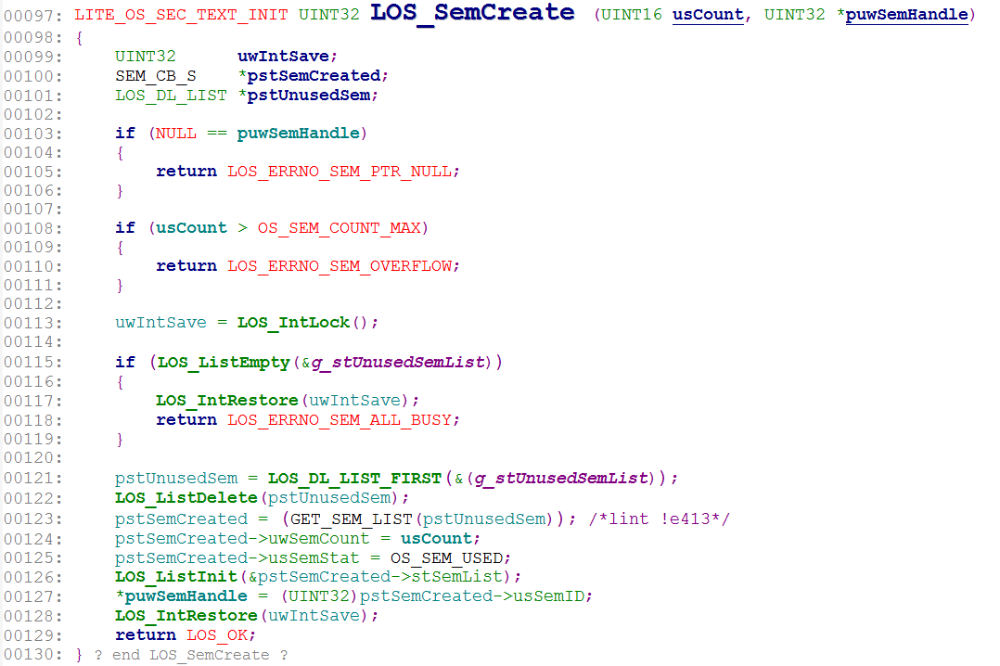 00097: LITE_OS_SEC_TEXT_INIT UINT32 LOS_SemCreate (UINT16 usCount, UINT32 *puwSemHandle)
00098: {
00099:     UINT32      uwIntSave;
00100:     SEM_CB_S    *pstSemCreated;
00101:     LOS_DL_LIST *pstUnusedSem;
00102:
00103:     if (NULL == puwSemHandle)
00104:     {
00105:         return LOS_ERRNO_SEM_PTR_NULL;
00106:     }
00107:
00108:     if (usCount > OS_SEM_COUNT_MAX)
00109:     {
00110:         return LOS_ERRNO_SEM_OVERFLOW;
00111:     }
00112:
00113:     uwIntSave = LOS_IntLock();
00114:
00115:     if (LOS_ListEmpty(&g_stUnusedSemList))
00116:     {
00117:         LOS_IntRestore(uwIntSave);
00118:         return LOS_ERRNO_SEM_ALL_BUSY;
00119:     }
00120:
00121:     pstUnusedSem = LOS_DL_LIST_FIRST(&(g_stUnusedSemList));
00122:     LOS_ListDelete(pstUnusedSem);
00123:     pstSemCreated = (GET_SEM_LIST(pstUnusedSem)); /*lint !e413*/
00124:     pstSemCreated->uwSemCount = usCount;
00125:     pstSemCreated->usSemStat = OS_SEM_USED;
00126:     LOS_ListInit(&pstSemCreated->stSemList);
00127:     *puwSemHandle = (UINT32)pstSemCreated->usSemID;
00128:     LOS_IntRestore(uwIntSave);
00129:     return LOS_OK;
00130: } ? end LOS_SemCreate ?